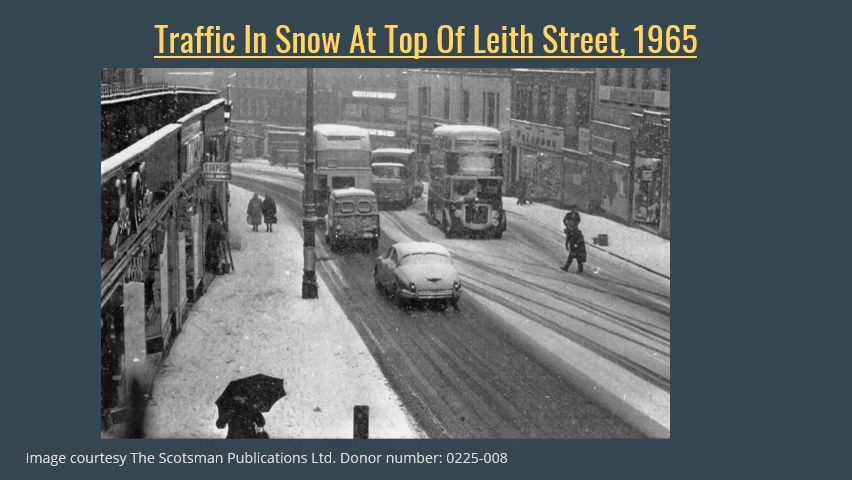 Traffic In Snow At Top Of Leith Street, 1965
Image courtesy The Scotsman Publications Ltd. Donor number: 0225-008